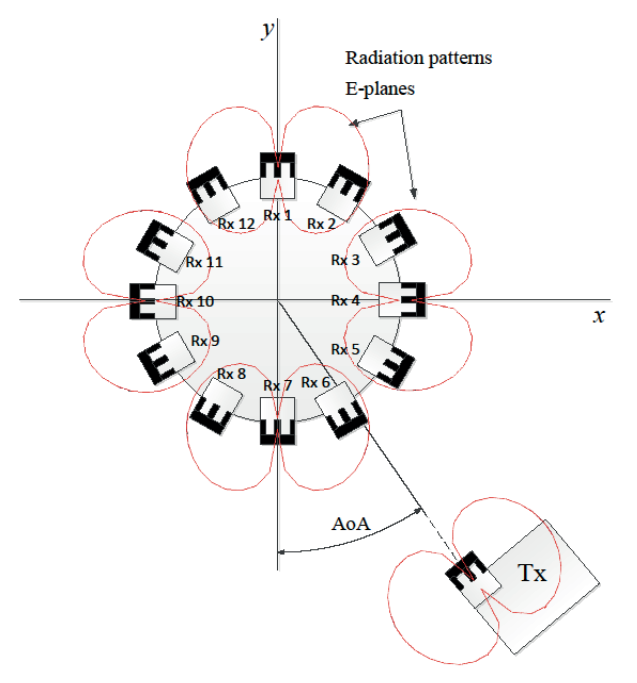 y
Radiation patterns
E-planes
Rx 1
Rx 2
Rx 12
Rx 3
Rx 11
Rx 4
Rx 10
x
Rx 9
Rx 5
Rx 8
Rx 7
Rx 6
AoA
Tx